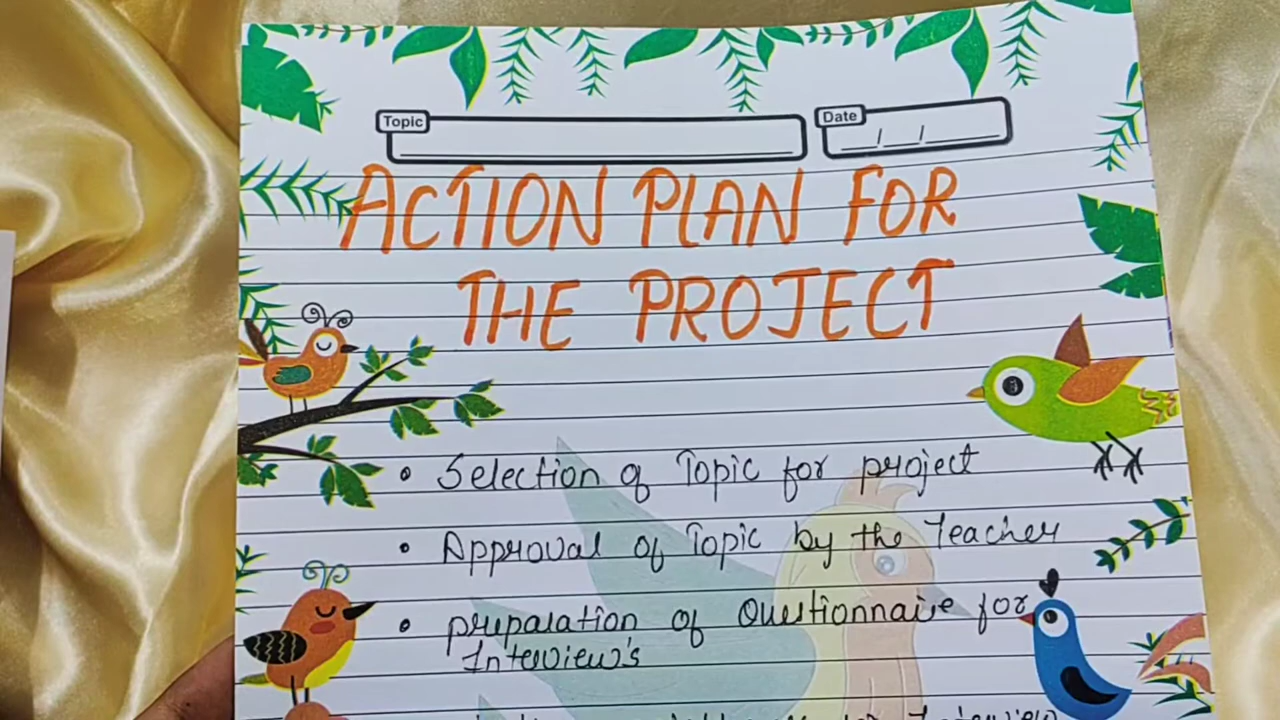 Topic
Date
/ /
ACTION PLAN FOR
THE PROJECT
• Selection of Topic for project
• Approval of Topic by the Teacher
• preparation of Questionnaire for
Interview's
Interview